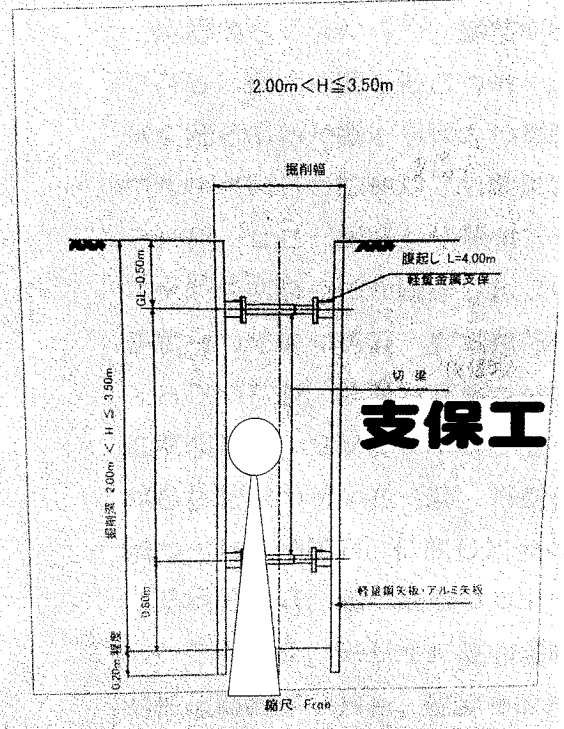 2.00m<H≦3.50m
掘削幅
GL-0.50m
腹起し L=4.00m
軽量金属支保
切 梁
支保工
掘削深 2.00m < H ≦ 3.50m
0.60m
軽量鋼矢板・アルミ矢板
0.20m 程度
縮尺 Free